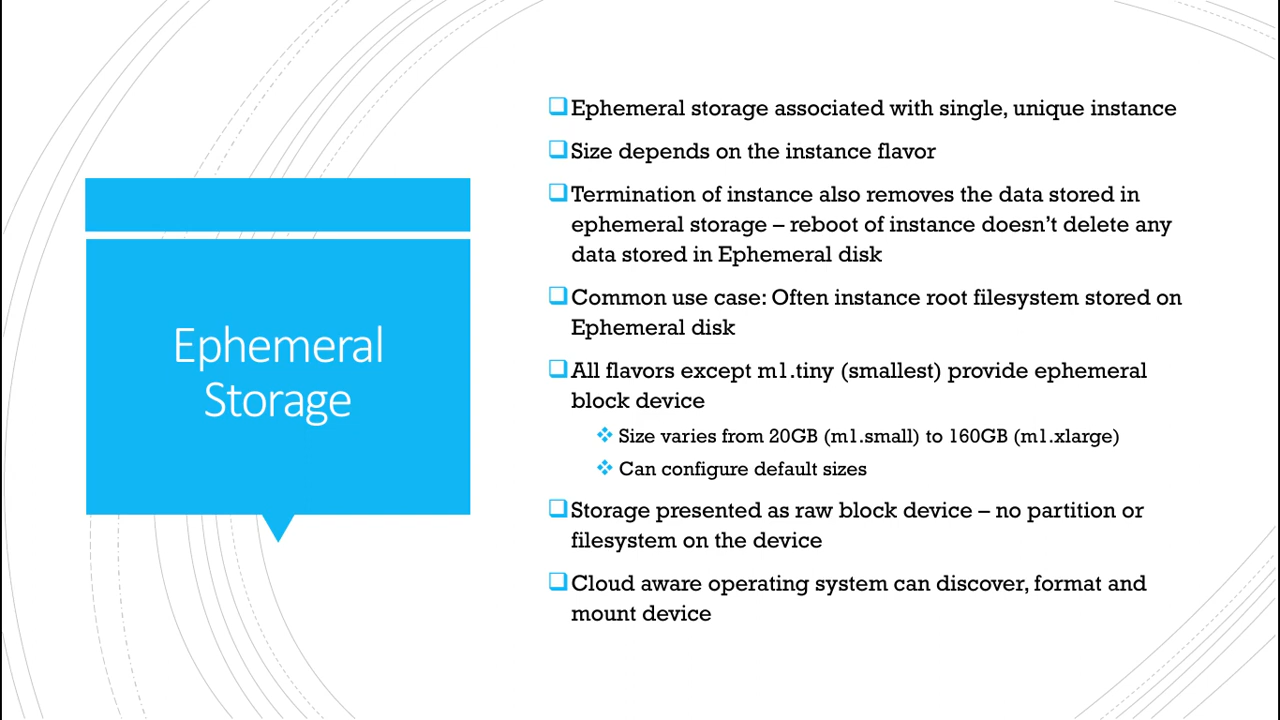 Ephemeral
Storage
Ephemeral storage associated with single, unique instance
Size depends on the instance flavor
Termination of instance also removes the data stored in
ephemeral storage – reboot of instance doesn’t delete any
data stored in Ephemeral disk
Common use case: Often instance root filesystem stored on
Ephemeral disk
All flavors except m1.tiny (smallest) provide ephemeral
block device
Size varies from 20GB (m1.small) to 160GB (m1.xlarge)
Can configure default sizes
Storage presented as raw block device – no partition or
filesystem on the device
Cloud aware operating system can discover, format and
mount device